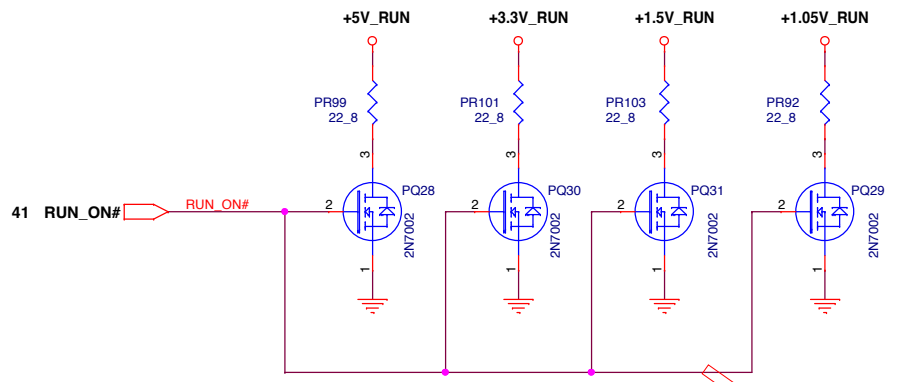 +5V_RUN
+3.3V_RUN
+1.5V_RUN
+1.05V_RUN
PR99
22_8
PR101
22_8
PR103
22_8
PR92
22_8
3
3
3
3
PQ28
PQ30
PQ31
PQ29
41 RUN_ON#
RUN_ON#
2
2
2
2
2N7002
2N7002
2N7002
2N7002
1
1
1
1